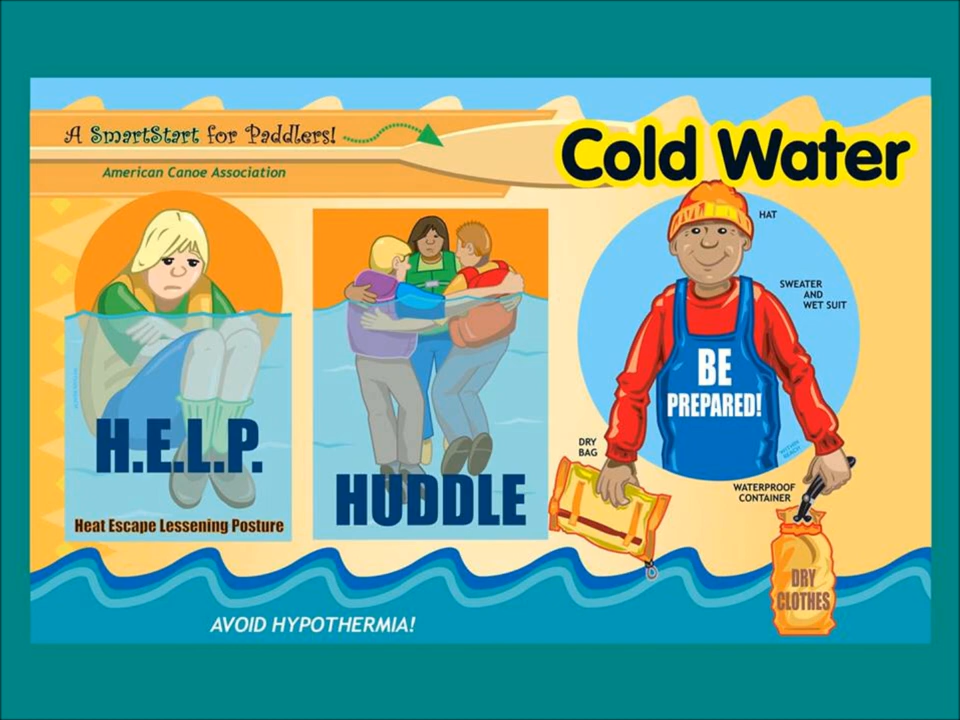 A SmartStart for Paddlers!
American Canoe Association
Cold Water
HAT
SWEATER
AND
WET SUIT
BE
PREPARED!
H.E.L.P.
Heat Escape Lessening Posture
HUDDLE
DRY
BAG
WATERPROOF
CONTAINER
DRY
CLOTHES
AVOID HYPOTHERMIA!